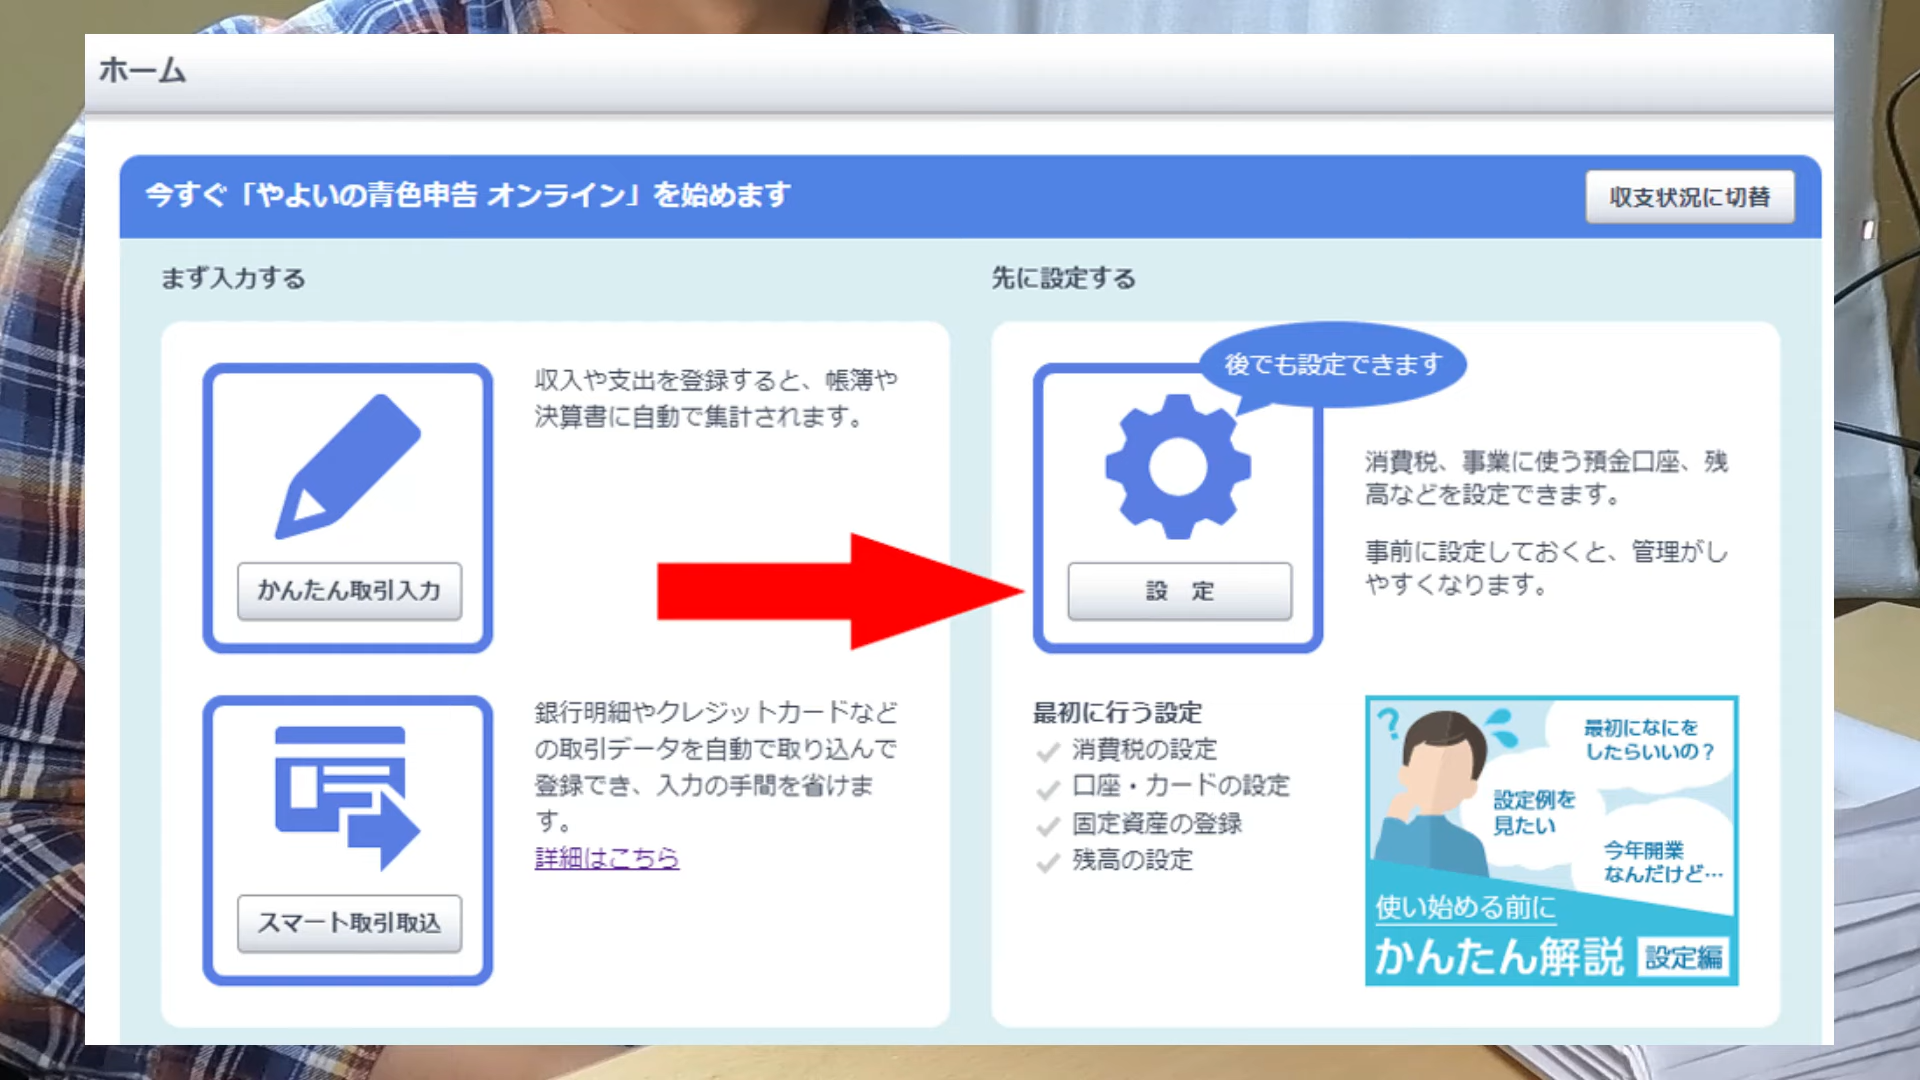 ホーム
今すぐ「やよいの青色申告 オンライン」を始めます
収支状況に切替
まず入力する
かんたん取引入力
収入や支出を登録すると、帳簿や
決算書に自動で集計されます。
スマート取引取込
銀行明細やクレジットカードなど
の取引データを自動で取り込んで
登録でき、入力の手間を省けま
す。
詳細はこちら
先に設定する
後でも設定できます
設 定
消費税、事業に使う預金口座、残
高などを設定できます。
事前に設定しておくと、管理がし
やすくなります。
最初に行う設定
消費税の設定
口座・カードの設定
固定資産の登録
残高の設定
?
最初になにを
したらいいの？
設定例を
見たい
今年開業
なんだけど…
使い始める前に
かんたん解説 設定編